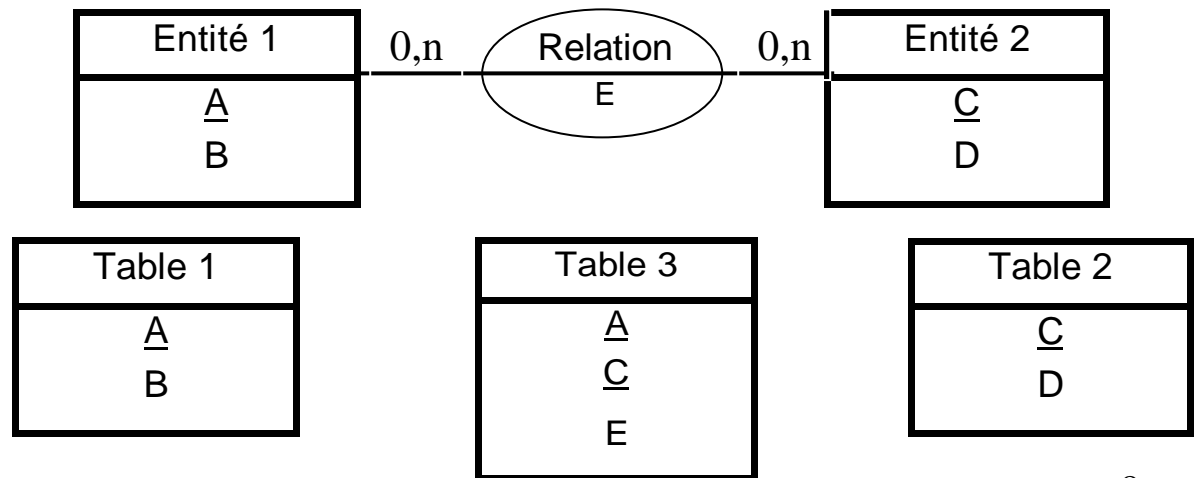 Entité 1 0,n Relation 0,n Entité 2
A E C
B D
Table 1 Table 3 Table 2
A A C
B C D
E